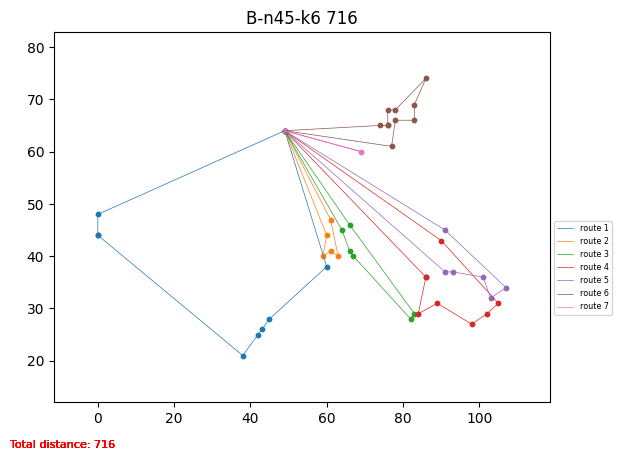 B-n45-k6 716
80
70
60
50
40
30
20
0
20
40
60
80
100
route 1
route 2
route 3
route 4
route 5
route 6
route 7
Total distance: 716